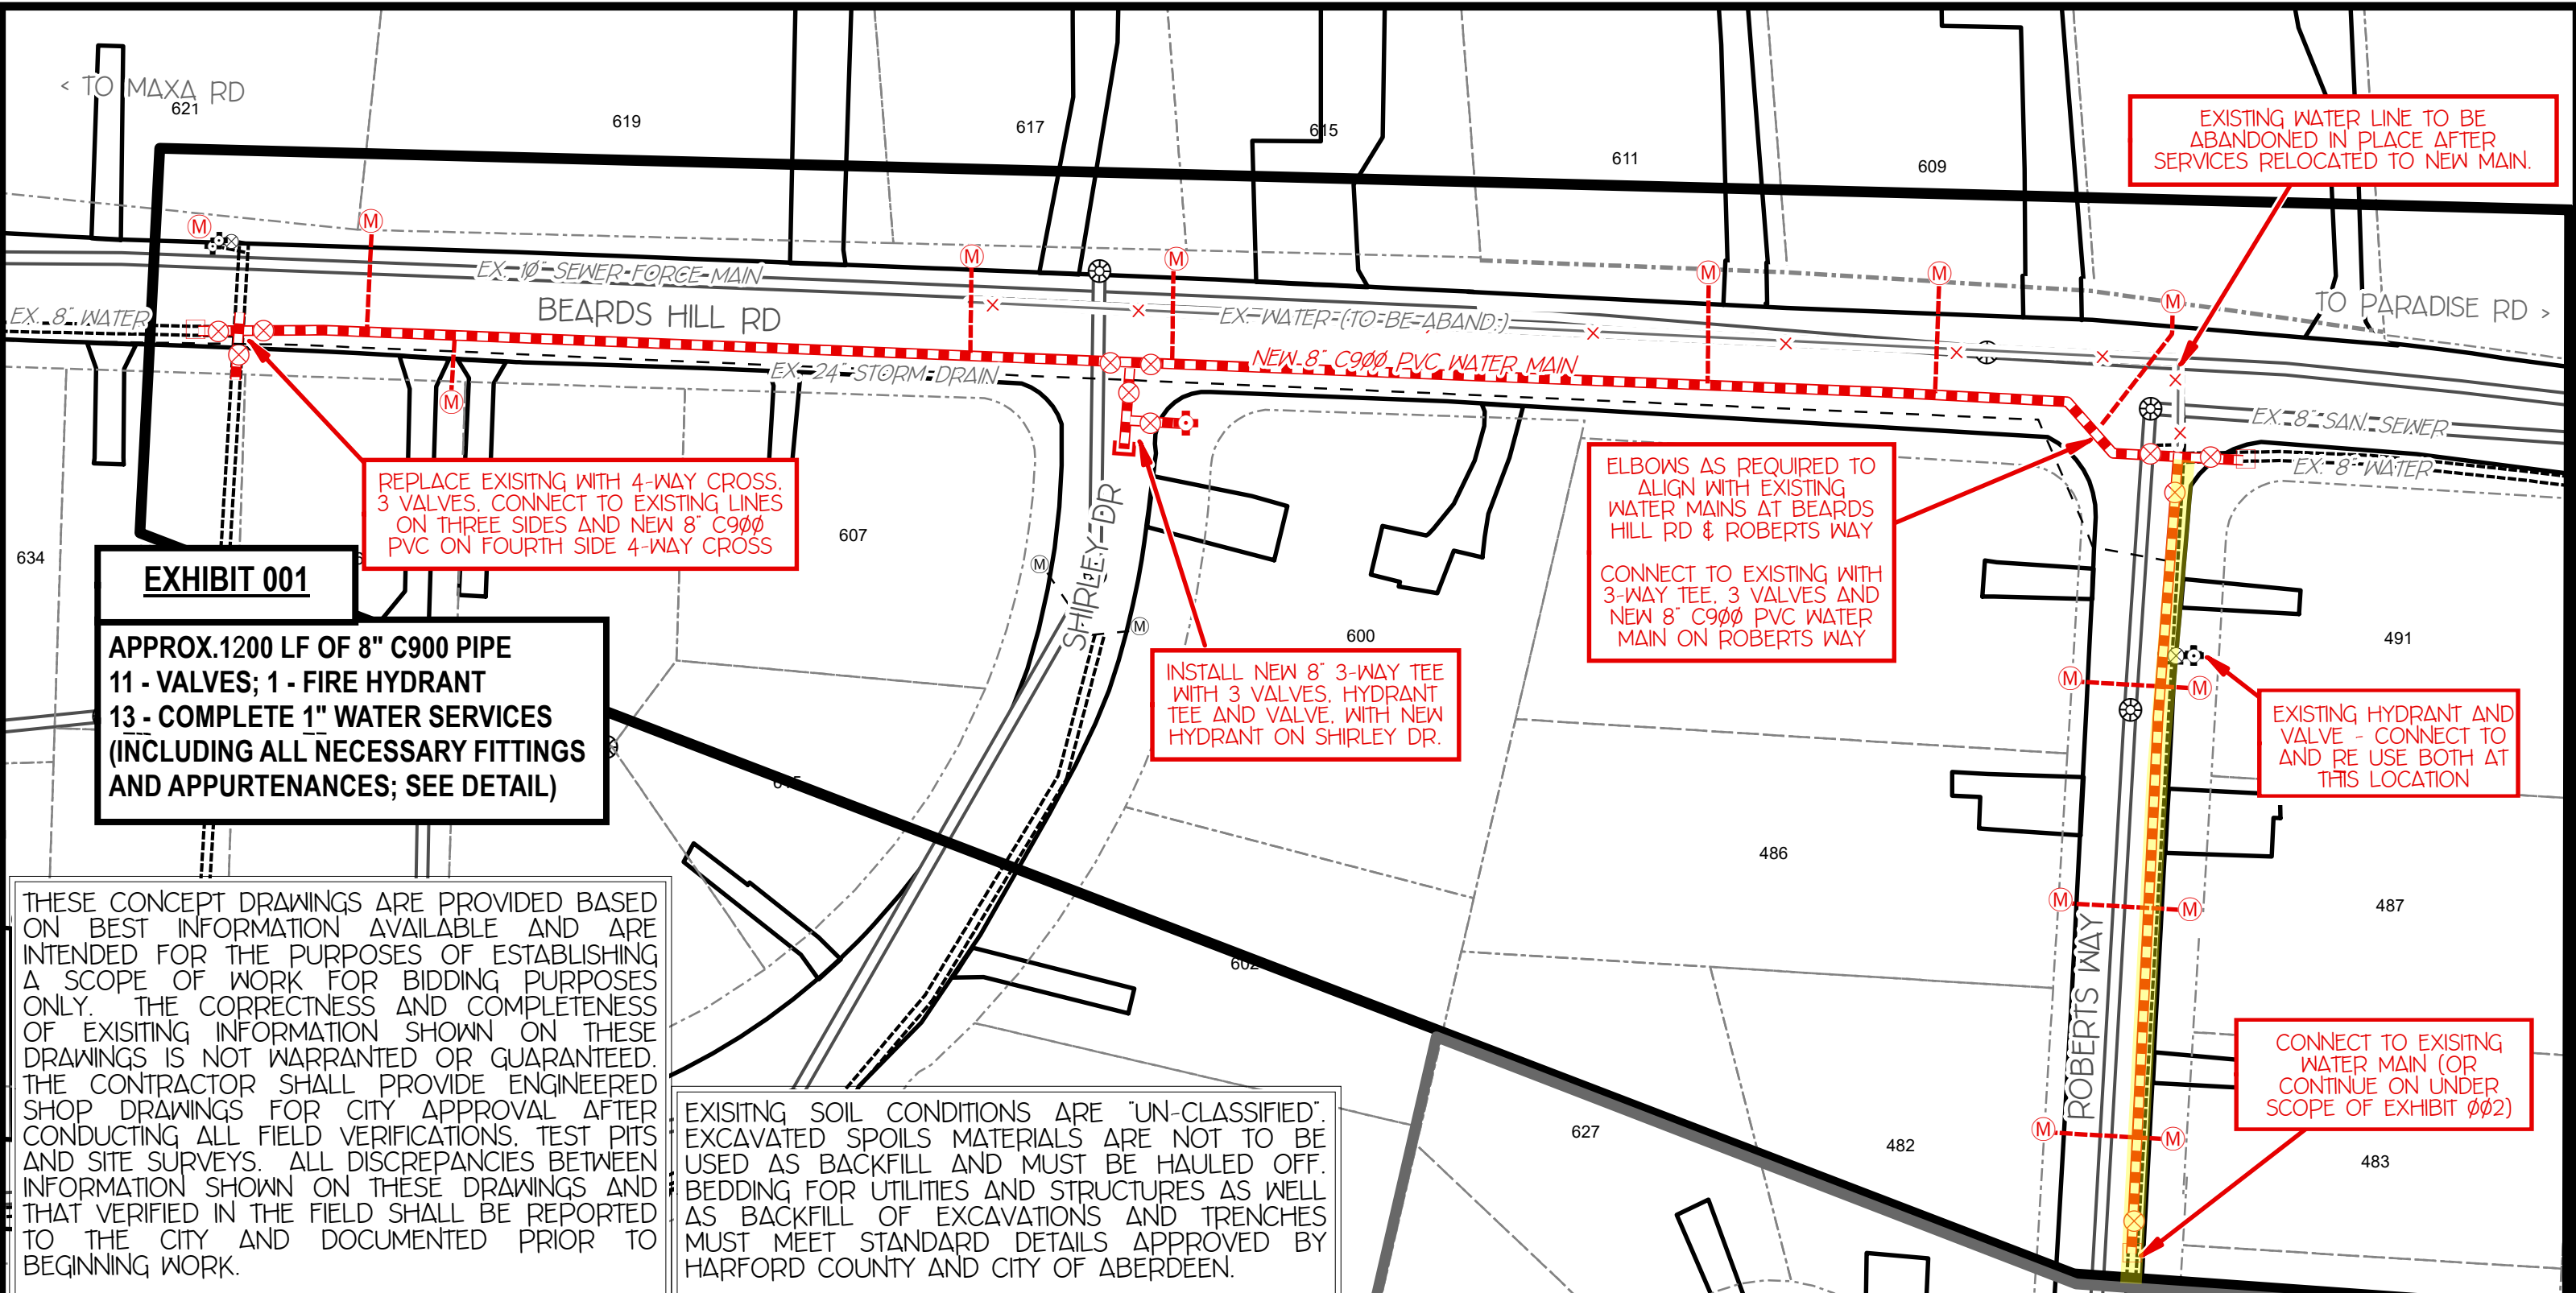 < TO MAXA RD
621
619
617
615
611
609
EXISTING WATER LINE TO BE
ABANDONED IN PLACE AFTER
SERVICES RELOCATED TO NEW MAIN.
M
M
M
M
M
M
M
EX. 10" SEWER FORCE MAIN
EX. 8" WATER
BEARDS HILL RD
EX. WATER (TO BE ABAND.)
TO PARADISE RD >
NEW 8" C900 PVC WATER MAIN
EX. 24" STORM DRAIN
M
EX. 8" SAN. SEWER
EX. 8" WATER
REPLACE EXISITNG WITH 4-WAY CROSS,
3 VALVES, CONNECT TO EXISTING LINES
ON THREE SIDES AND NEW 8" C900
PVC ON FOURTH SIDE 4-WAY CROSS
ELBOWS AS REQUIRED TO
ALIGN WITH EXISTING
WATER MAINS AT BEARDS
HILL RD & ROBERTS WAY
CONNECT TO EXISTING WITH
3-WAY TEE, 3 VALVES AND
NEW 8" C900 PVC WATER
MAIN ON ROBERTS WAY
634
607
SHIRLEY DR
M
M
600
491
EXHIBIT 001
APPROX.1200 LF OF 8" C900 PIPE
11 - VALVES; 1 - FIRE HYDRANT
13 - COMPLETE 1" WATER SERVICES
(INCLUDING ALL NECESSARY FITTINGS
AND APPURTENANCES; SEE DETAIL)
INSTALL NEW 8" 3-WAY TEE
WITH 3 VALVES, HYDRANT
TEE AND VALVE, WITH NEW
HYDRANT ON SHIRLEY DR.
M
M
EXISTING HYDRANT AND
VALVE - CONNECT TO
AND RE USE BOTH AT
THIS LOCATION
486
487
M
M
602
ROBERTS WAY
THESE CONCEPT DRAWINGS ARE PROVIDED BASED
ON BEST INFORMATION AVAILABLE AND ARE
INTENDED FOR THE PURPOSES OF ESTABLISHING
A SCOPE OF WORK FOR BIDDING PURPOSES
ONLY. THE CORRECTNESS AND COMPLETENESS
OF EXISITING INFORMATION SHOWN ON THESE
DRAWINGS IS NOT WARRANTED OR GUARANTEED.
THE CONTRACTOR SHALL PROVIDE ENGINEERED
SHOP DRAWINGS FOR CITY APPROVAL AFTER
CONDUCTING ALL FIELD VERIFICATIONS, TEST PITS
AND SITE SURVEYS. ALL DISCREPANCIES BETWEEN
INFORMATION SHOWN ON THESE DRAWINGS AND
THAT VERIFIED IN THE FIELD SHALL BE REPORTED
TO THE CITY AND DOCUMENTED PRIOR TO
BEGINNING WORK.
EXISITNG SOIL CONDITIONS ARE "UN-CLASSIFIED".
EXCAVATED SPOILS MATERIALS ARE NOT TO BE
USED AS BACKFILL AND MUST BE HAULED OFF.
BEDDING FOR UTILITIES AND STRUCTURES AS WELL
AS BACKFILL OF EXCAVATIONS AND TRENCHES
MUST MEET STANDARD DETAILS APPROVED BY
HARFORD COUNTY AND CITY OF ABERDEEN.
CONNECT TO EXISITNG
WATER MAIN (OR
CONTINUE ON UNDER
SCOPE OF EXHIBIT 002)
M
M
627
482
483